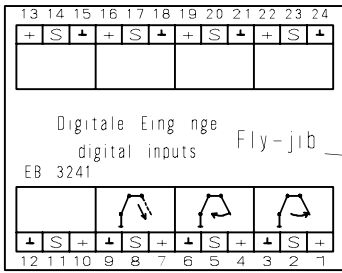 13 14 15 16 17 18 19 20 21 22 23 24
+ S ⊥ + S ⊥ + S ⊥ + S ⊥
Digitale Eing nge
digital inputs
Fly-jib
EB 3241
⊥ S + ⊥ S + ⊥ S + ⊥ S +
12 11 10 9 8 7 6 5 4 3 2 1